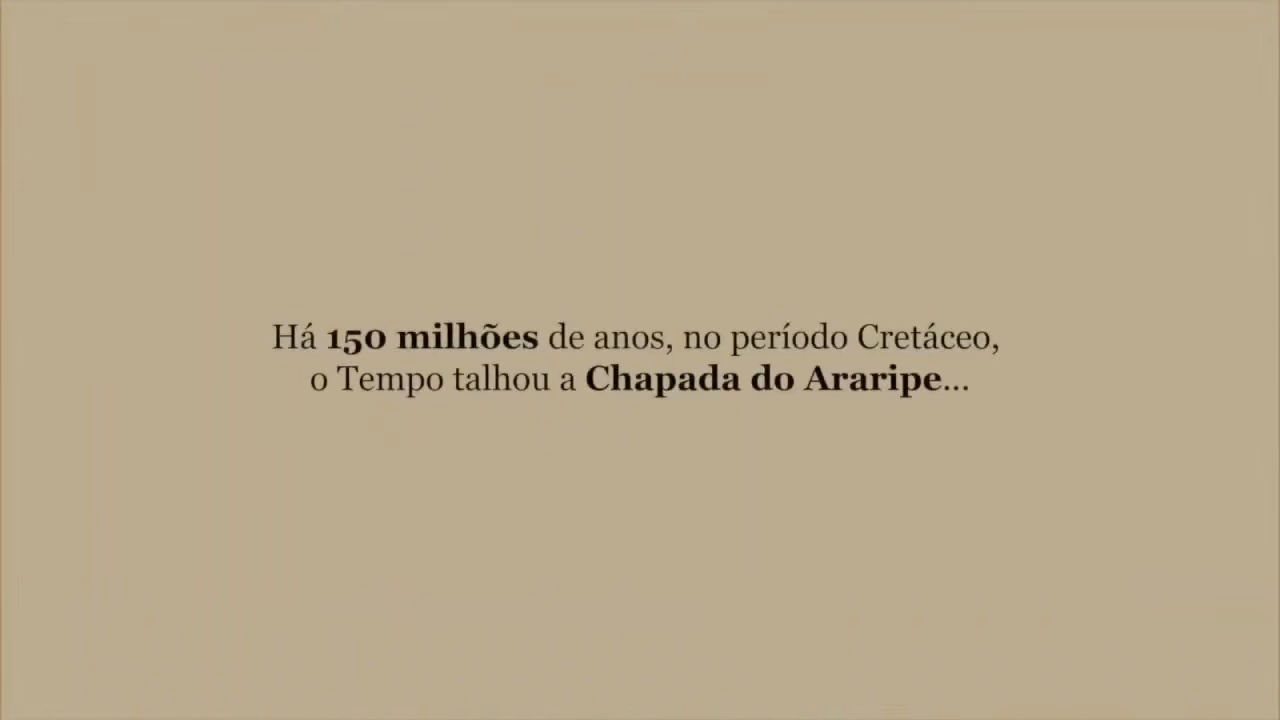 Há 150 milhões de anos, no período Cretáceo,
o Tempo talhou a Chapada do Araripe...